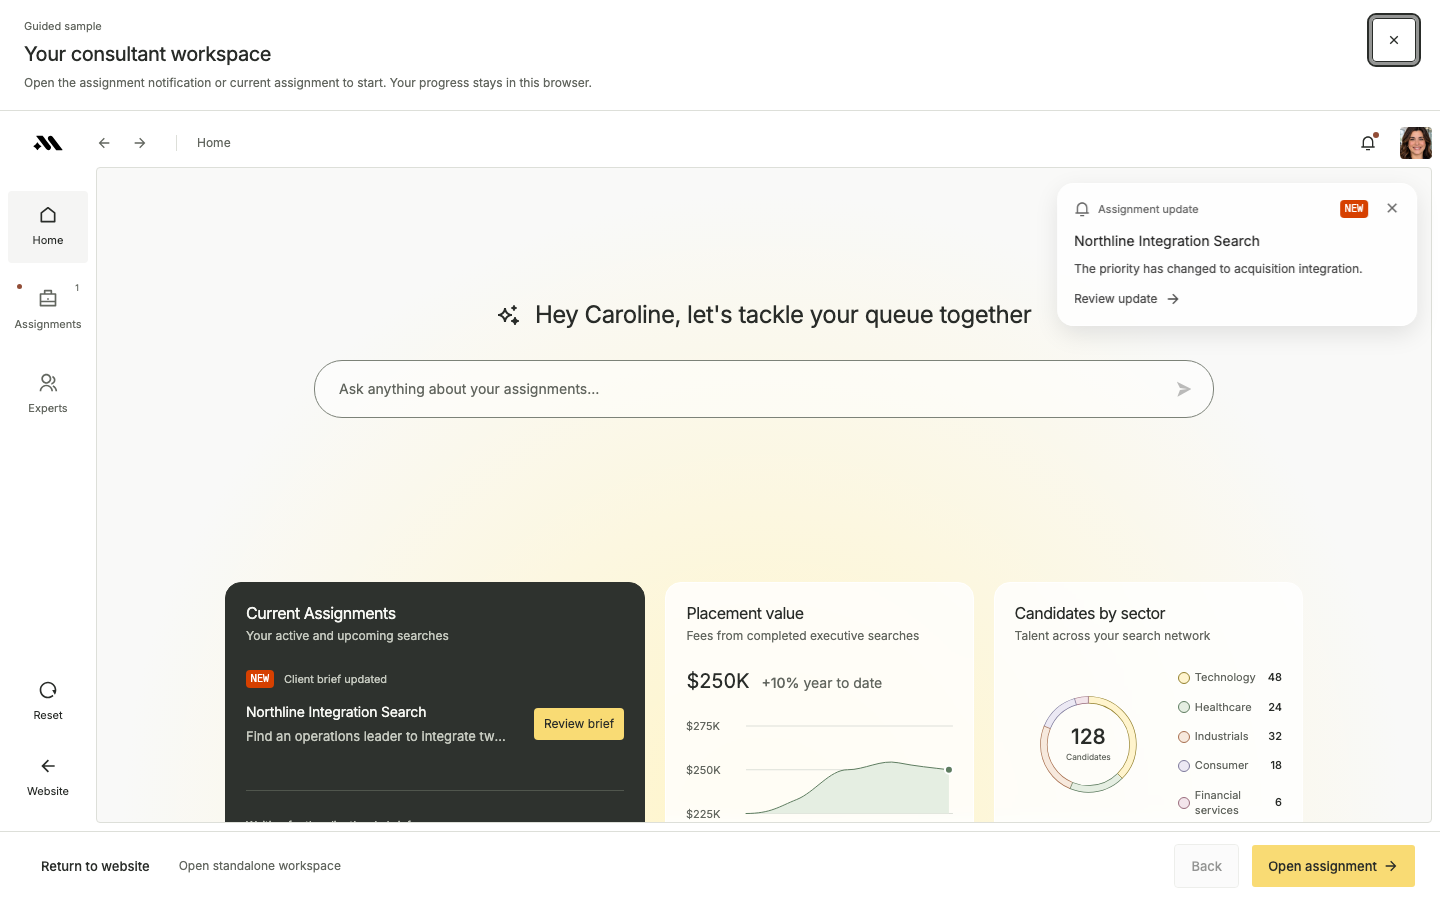 Guided sample
Your consultant workspace
Open the assignment notification or current assignment to start. Your progress stays in this browser.
Home
Home
1
Assignments
Experts
Reset
Website
Assignment update
NEW
Northline Integration Search
The priority has changed to acquisition integration.
Review update
Hey Caroline, let's tackle your queue together
Ask anything about your assignments...
Current Assignments
Your active and upcoming searches
NEW Client brief updated
Northline Integration Search
Find an operations leader to integrate tw...
Review brief
Placement value
Fees from completed executive searches
$250K +10% year to date
$275K
$250K
$225K
Candidates by sector
Talent across your search network
128
Candidates
Technology 48
Healthcare 24
Industrials 32
Consumer 18
Financial services 6
Return to website
Open standalone workspace
Back
Open assignment